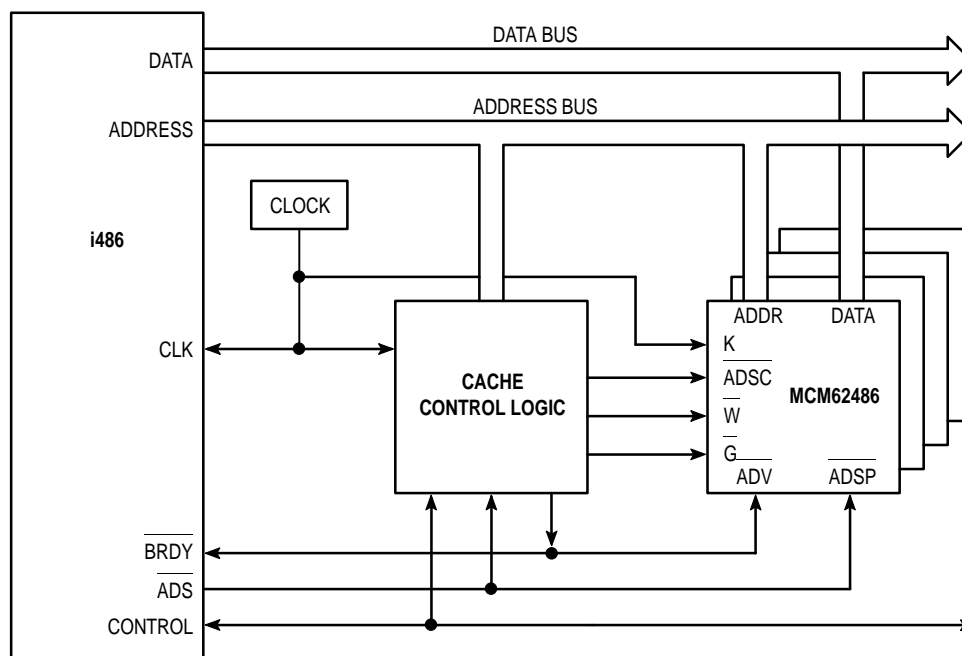 DATA BUS
DATA
ADDRESS BUS
ADDRESS
CLOCK
i486
ADDR DATA
K
CLK
ADSC
CACHE
CONTROL LOGIC
MCM62486
W
G
ADV ADSP
BRDY
ADS
CONTROL